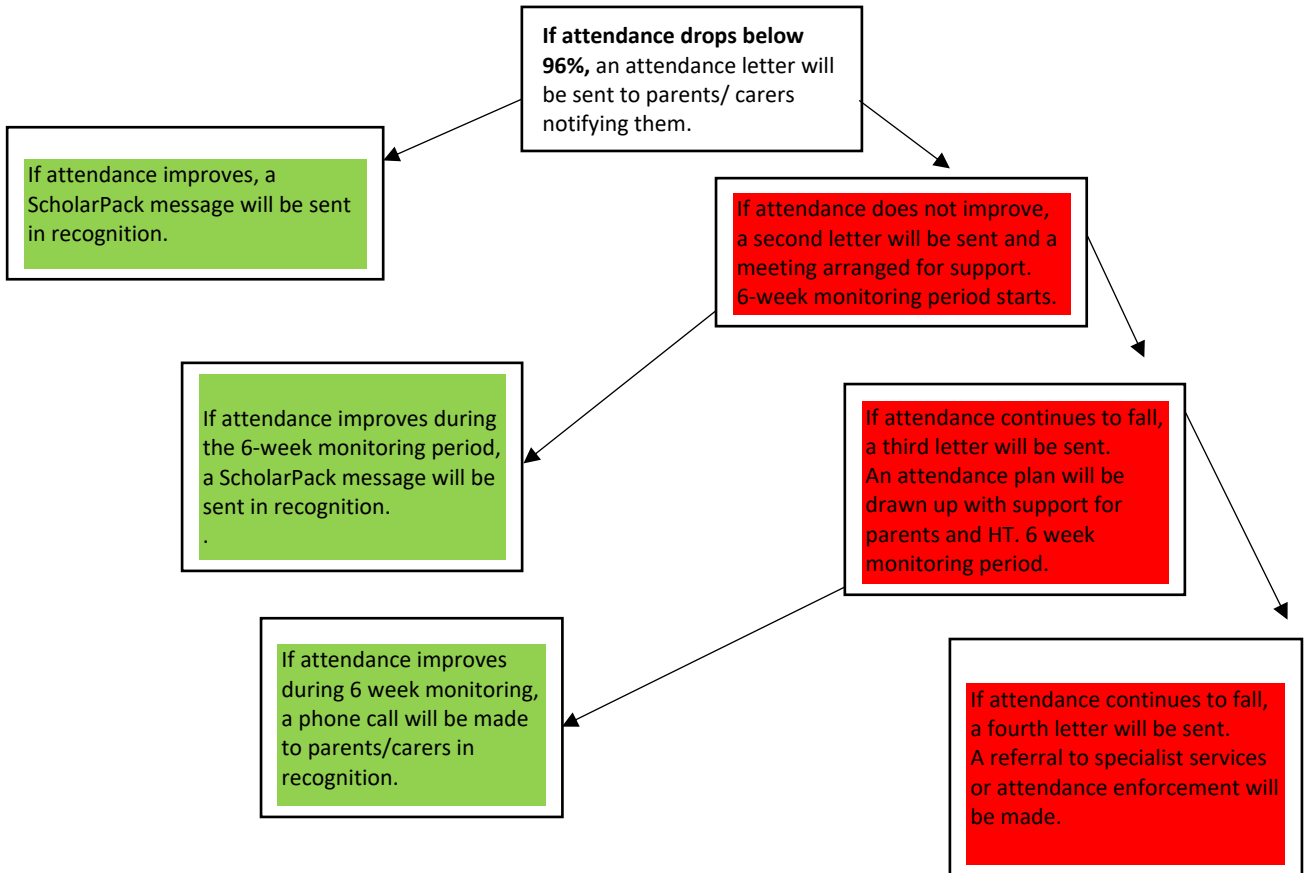 If attendance drops below
96%, an attendance letter will
be sent to parents/ carers
notifying them.
If attendance improves, a
ScholarPack message will be sent
in recognition.
If attendance does not improve,
a second letter will be sent and a
meeting arranged for support.
6-week monitoring period starts.
If attendance improves during
the 6-week monitoring period,
a ScholarPack message will be
sent in recognition.
.
If attendance continues to fall,
a third letter will be sent.
An attendance plan will be
drawn up with support for
parents and HT. 6 week
monitoring period.
If attendance improves
during 6 week monitoring,
a phone call will be made
to parents/carers in
recognition.
If attendance continues to fall,
a fourth letter will be sent.
A referral to specialist services
or attendance enforcement will
be made.